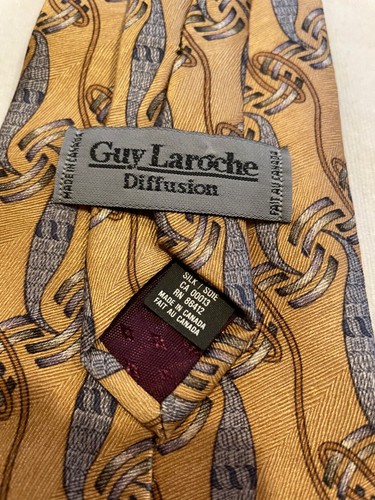 MADE IN CANADA
Guy Laroche
Diffusion
FAIT AU CANADA
SILK / SOIE
CA 00013
RN 86412
MADE IN CANADA
FAIT AU CANADA